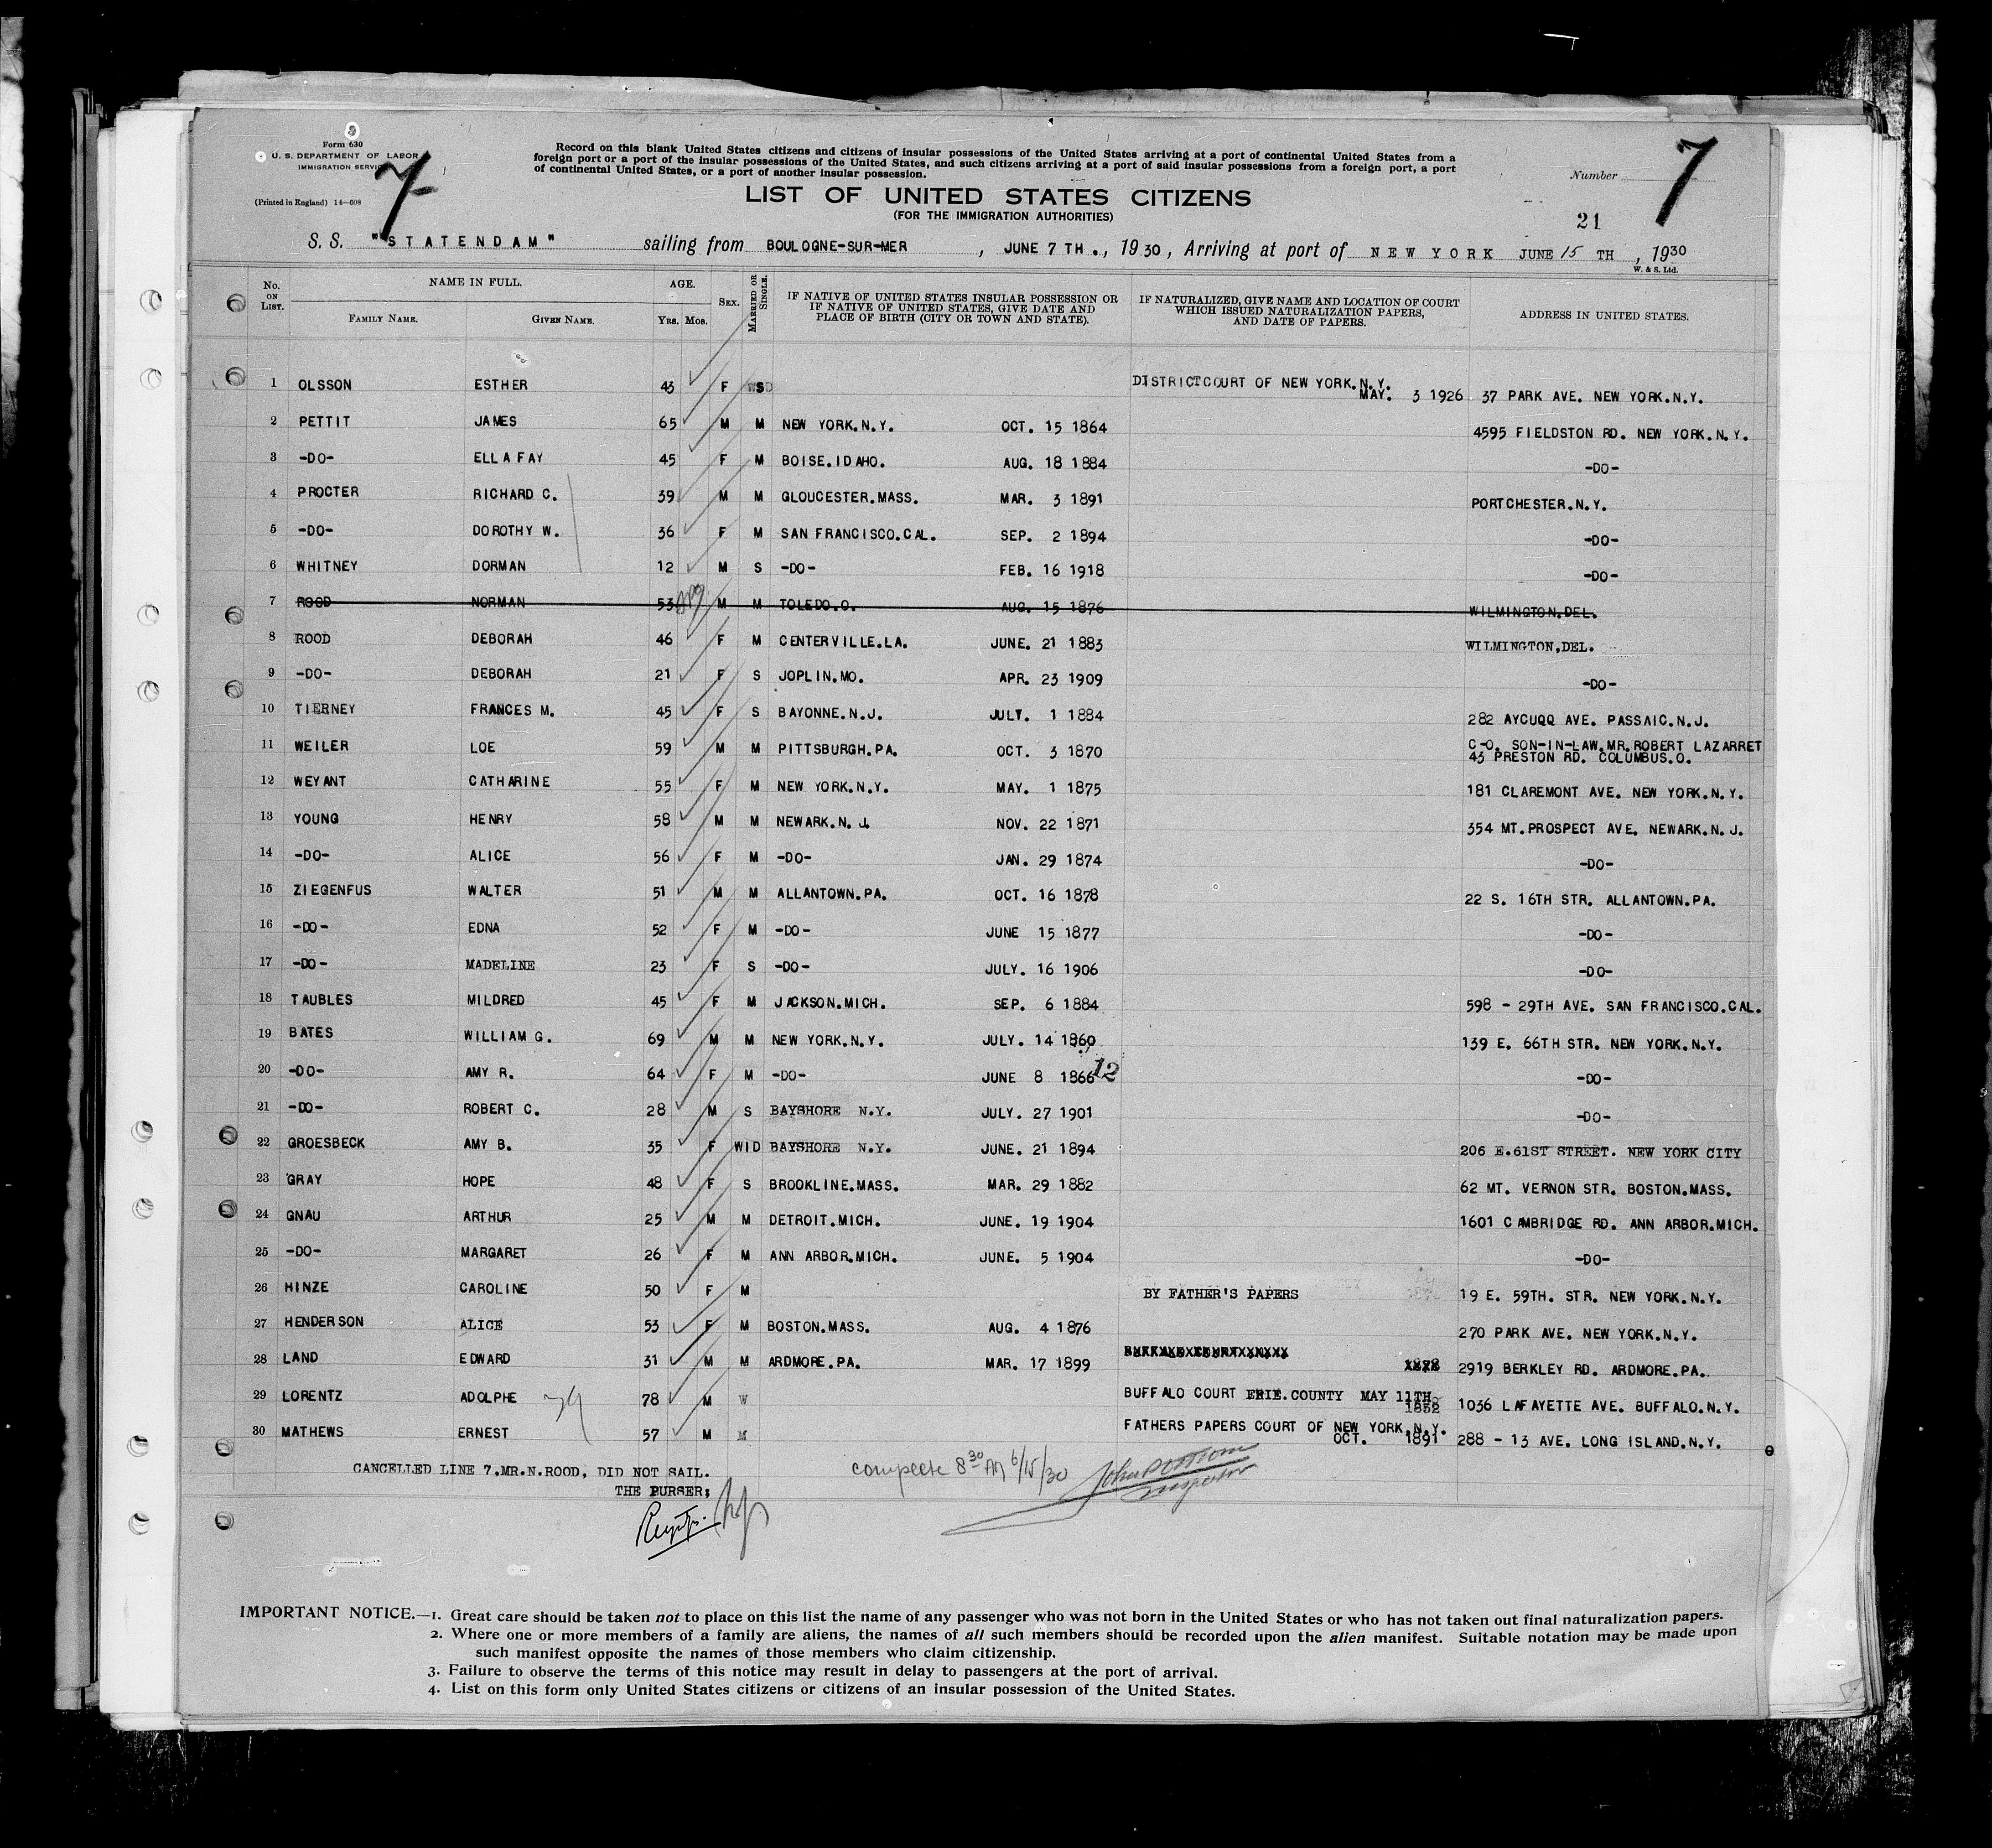 Form 630
U. S. DEPARTMENT OF LABOR
IMMIGRATION SERVICE
(Printed in England) 14—608
7
Record on this blank United States citizens and citizens of insular possessions of the United States arriving at a port of continental United States from a
foreign port or a port of the insular possessions of the United States, and such citizens arriving at a port of said insular possessions from a foreign port, a port
of continental United States, or a port of another insular possession.
LIST OF UNITED STATES CITIZENS
(FOR THE IMMIGRATION AUTHORITIES)
Number 7
21
S. S. "STATENDAM" sailing from BOULOGNE-SUR-MER, JUNE 7 TH., 1930, Arriving at port of NEW YORK JUNE 15 TH, 1930
W. & S. Ltd.
No. ON LIST. NAME IN FULL. AGE. SEX. MARRIED OR SINGLE. IF NATIVE OF UNITED STATES INSULAR POSSESSION OR IF NATIVE OF UNITED STATES, GIVE DATE AND PLACE OF BIRTH (CITY OR TOWN AND STATE). IF NATURALIZED, GIVE NAME AND LOCATION OF COURT WHICH ISSUED NATURALIZATION PAPERS, AND DATE OF PAPERS. ADDRESS IN UNITED STATES.
FAMILY NAME. GIVEN NAME. YRS. MOS.
1 OLSSON ESTHER 43 F S DISTRICTCOURT OF NEW YORK.N.Y. MAY. 3 1926 37 PARK AVE. NEW YORK.N.Y.
2 PETTIT JAMES 65 M M NEW YORK.N.Y. OCT. 15 1864 4595 FIELDSTON RD. NEW YORK.N.Y.
3 -DO- ELLA FAY 45 F M BOISE.IDAHO. AUG. 18 1884 -DO-
4 PROCTER RICHARD C. 39 M M GLOUCESTER.MASS. MAR. 3 1891 PORTCHESTER.N.Y.
5 -DO- DOROTHY W. 36 F M SAN FRANCISCO.CAL. SEP. 2 1894 -DO-
6 WHITNEY DORMAN 12 M S -DO- FEB. 16 1918 -DO-
7 ROOD NORMAN 53 M M TOLEDO.O. AUG. 15 1876 WILMINGTON.DEL.
8 ROOD DEBORAH 46 F M CENTERVILLE.LA. JUNE. 21 1883 WILMINGTON,DEL.
9 -DO- DEBORAH 21 F S JOPLIN.MO. APR. 23 1909 -DO-
10 TIERNEY FRANCES M. 45 F S BAYONNE.N.J. JULY. 1 1884 282 AYCUQQ AVE. PASSAIC.N.J.
11 WEILER LOE 59 M M PITTSBURGH.PA. OCT. 3 1870 C-O. SON-IN-LAW.MR.ROBERT LAZARRET
43 PRESTON RD. COLUMBUS.O.
12 WEYANT CATHARINE 55 F M NEW YORK.N.Y. MAY. 1 1875 181 CLAREMONT AVE. NEW YORK.N.Y.
13 YOUNG HENRY 58 M M NEWARK.N.J. NOV. 22 1871 354 MT.PROSPECT AVE. NEWARK.N.J.
14 -DO- ALICE 56 F M -DO- JAN. 29 1874 -DO-
15 ZIEGENFUS WALTER 51 M M ALLANTOWN.PA. OCT. 16 1878 22 S. 16TH STR. ALLANTOWN.PA.
16 -DO- EDNA 52 F M -DO- JUNE 15 1877 -DO-
17 -DO- MADELINE 23 F S -DO- JULY. 16 1906 -DO-
18 TAUBLES MILDRED 45 F M JACKSON.MICH. SEP. 6 1884 598 - 29TH AVE. SAN FRANCISCO.CAL.
19 BATES WILLIAM G. 69 M M NEW YORK.N.Y. JULY. 14 1860 139 E. 66TH STR. NEW YORK.N.Y.
20 -DO- AMY R. 64 F M -DO- JUNE 8 1866 12 -DO-
21 -DO- ROBERT C. 28 M S BAYSHORE N.Y. JULY. 27 1901 -DO-
22 GROESBECK AMY B. 35 F WID BAYSHORE N.Y. JUNE. 21 1894 206 E.61ST STREET. NEW YORK CITY
23 GRAY HOPE 48 F S BROOKLINE.MASS. MAR. 29 1882 62 MT. VERNON STR. BOSTON.MASS.
24 GNAU ARTHUR 25 M M DETROIT.MICH. JUNE. 19 1904 1601 CAMBRIDGE RD. ANN ARBOR.MICH.
25 -DO- MARGARET 26 F M ANN ARBOR.MICH. JUNE. 5 1904 -DO-
26 HINZE CAROLINE 50 F M BY FATHER'S PAPERS 19 E. 59TH. STR. NEW YORK.N.Y.
27 HENDERSON ALICE 53 F M BOSTON.MASS. AUG. 4 1876 270 PARK AVE. NEW YORK.N.Y.
28 LAND EDWARD 31 M M ARDMORE.PA. MAR. 17 1899 2919 BERKLEY RD. ARDMORE.PA.
29 LORENTZ ADOLPHE 78 M W BUFFALO COURT ERIE.COUNTY MAY 11TH 1036 LAFAYETTE AVE. BUFFALO.N.Y.
30 MATHEWS ERNEST 57 M M FATHERS PAPERS COURT OF NEW YORK.N.Y. OCT. 1891 288 - 13 AVE. LONG ISLAND.N.Y.
CANCELLED LINE 7.MR.N.ROOD, DID NOT SAIL.
THE PURSER;
complete 8 30 AM 6/15/30
Inspector
IMPORTANT NOTICE.—1. Great care should be taken not to place on this list the name of any passenger who was not born in the United States or who has not taken out final naturalization papers.
2. Where one or more members of a family are aliens, the names of all such members should be recorded upon the alien manifest. Suitable notation may be made upon
such manifest opposite the names of those members who claim citizenship.
3. Failure to observe the terms of this notice may result in delay to passengers at the port of arrival.
4. List on this form only United States citizens or citizens of an insular possession of the United States.